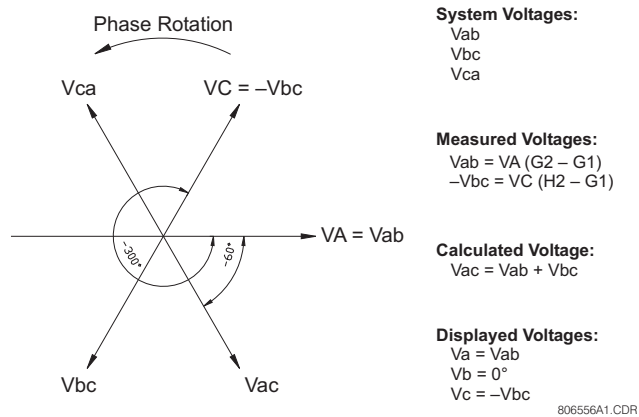 Phase Rotation
Vca
VC = –Vbc
–300°
–60°
VA = Vab
Vbc
Vac
System Voltages:
Vab
Vbc
Vca
Measured Voltages:
Vab = VA (G2 – G1)
–Vbc = VC (H2 – G1)
Calculated Voltage:
Vac = Vab + Vbc
Displayed Voltages:
Va = Vab
Vb = 0°
Vc = –Vbc
806556A1.CDR